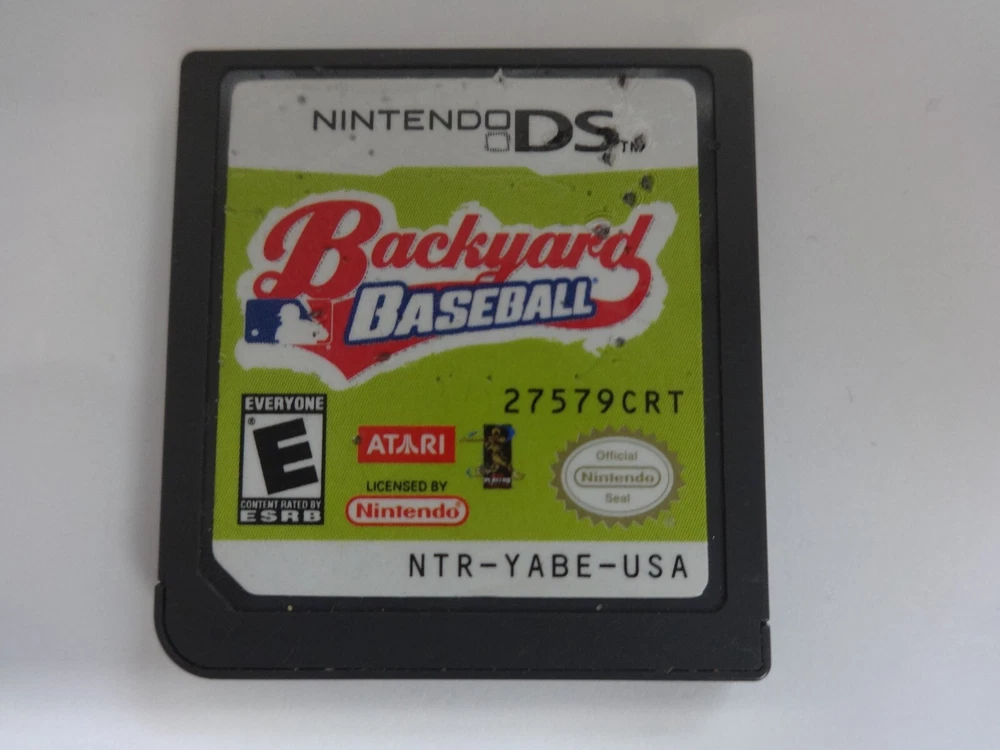 NINTENDO DS TM
Backyard
BASEBALL
27579CRT
EVERYONE
E
CONTENT RATED BY
ESRB
®
ATARI
LICENSED BY
Nintendo®
Official
Nintendo
Seal
NTR-YABE-USA